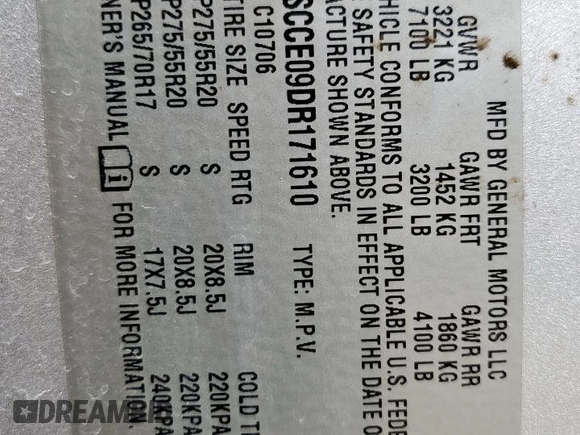 MFD BY GENERAL MOTORS LLC
GVWR GAWR FRT GAWR RR
3221 KG 1452 KG 1860 KG
7100 LB 3200 LB 4100 LB
HICLE CONFORMS TO ALL APPLICABLE U.S. FEDE
SAFETY STANDARDS IN EFFECT ON THE DATE O
ACTURE SHOWN ABOVE.
SCCE09DR171610 TYPE: M.P.V.
C10706
TIRE SIZE SPEED RTG RIM COLD TI
P275/55R20 S 20X8.5J 220KPA
P275/55R20 S 20X8.5J 220KPA
P265/70R17 S 17X7.5J 240KPA
NER'S MANUAL i FOR MORE INFORMATION.
DREAMER